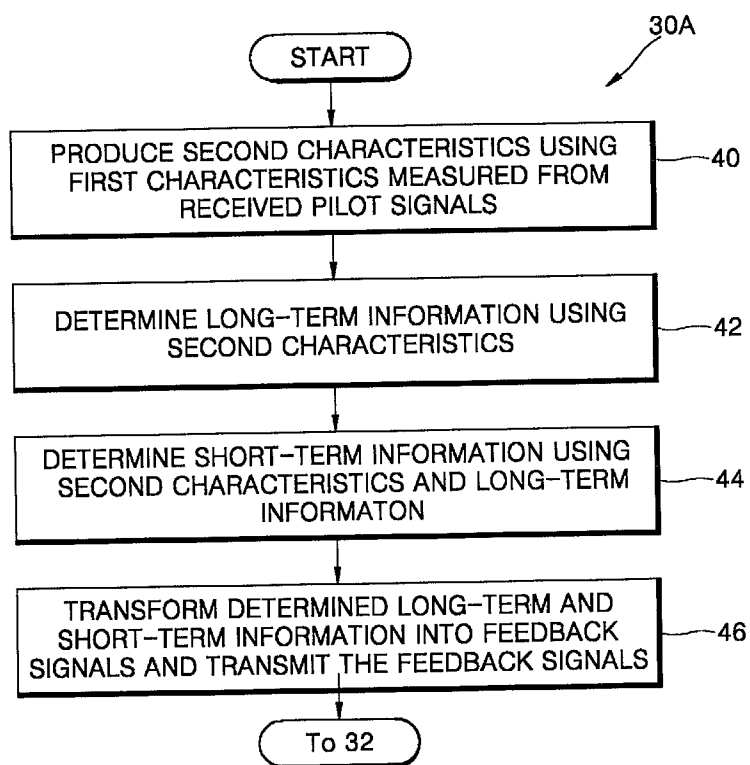 30A
START
PRODUCE SECOND CHARACTERISTICS USING
FIRST CHARACTERISTICS MEASURED FROM
RECEIVED PILOT SIGNALS
40
DETERMINE LONG-TERM INFORMATION USING
SECOND CHARACTERISTICS
42
DETERMINE SHORT-TERM INFORMATION USING
SECOND CHARACTERISTICS AND LONG-TERM
INFORMATON
44
TRANSFORM DETERMINED LONG-TERM AND
SHORT-TERM INFORMATION INTO FEEDBACK
SIGNALS AND TRANSMIT THE FEEDBACK SIGNALS
46
To 32